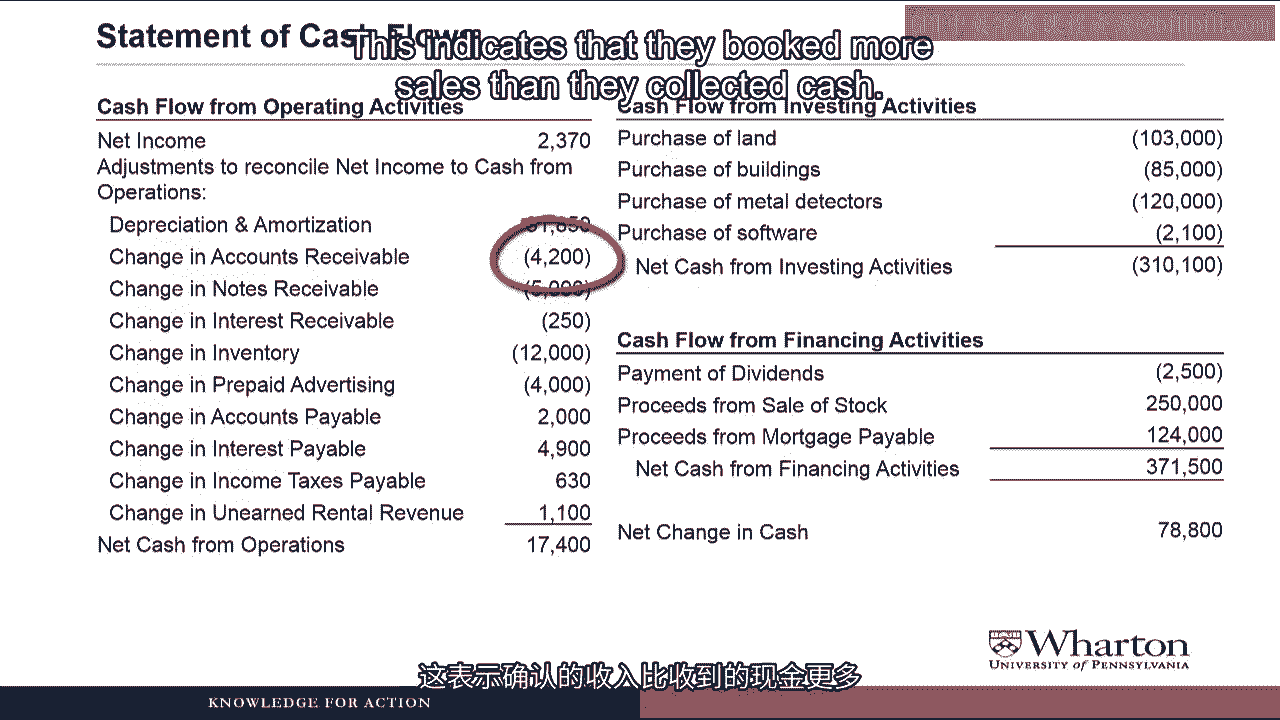 Statement of Cash Flows
This indicates that they booked more
sales than they collected cash.
Cash Flow from Operating Activities
Net Income 2,370
Adjustments to reconcile Net Income to Cash from
Operations:
Depreciation & Amortization
Change in Accounts Receivable (4,200)
Change in Notes Receivable (5,000)
Change in Interest Receivable (250)
Change in Inventory (12,000)
Change in Prepaid Advertising (4,000)
Change in Accounts Payable 2,000
Change in Interest Payable 4,900
Change in Income Taxes Payable 630
Change in Unearned Rental Revenue 1,100
Net Cash from Operations 17,400
Cash Flow from Investing Activities
Purchase of land (103,000)
Purchase of buildings (85,000)
Purchase of metal detectors (120,000)
Purchase of software (2,100)
Net Cash from Investing Activities (310,100)
Cash Flow from Financing Activities
Payment of Dividends (2,500)
Proceeds from Sale of Stock 250,000
Proceeds from Mortgage Payable 124,000
Net Cash from Financing Activities 371,500
Net Change in Cash 78,800
Wharton
UNIVERSITY of PENNSYLVANIA
这表示确认的收入比收到的现金更多
KNOWLEDGE FOR ACTION